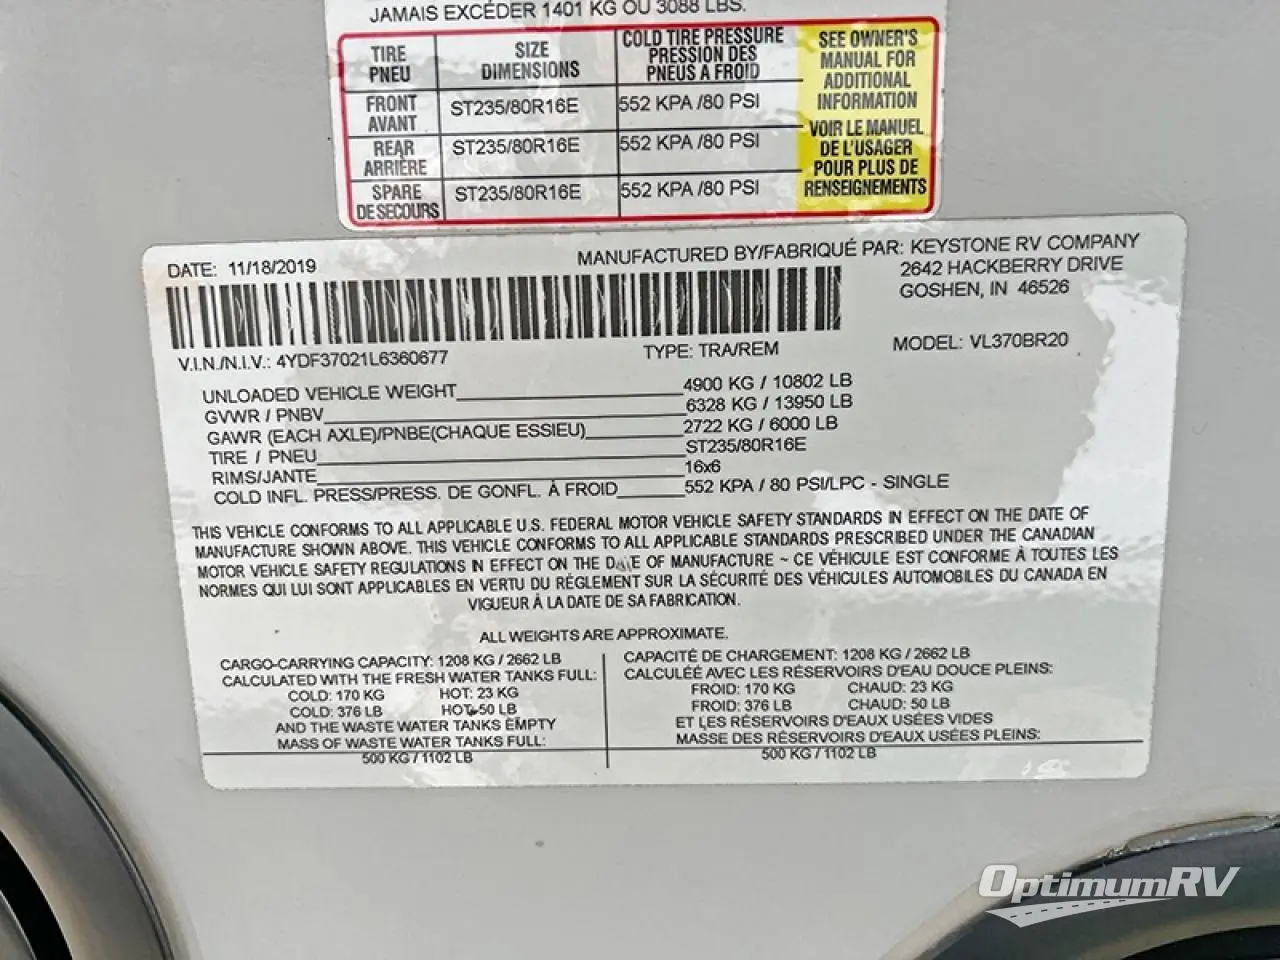 JAMAIS EXCÉDER 1401 KG OU 3088 LBS.
TIRE PNEU SIZE DIMENSIONS COLD TIRE PRESSURE PRESSION DES PNEUS A FROID
FRONT AVANT ST235/80R16E 552 KPA /80 PSI
REAR ARRIÈRE ST235/80R16E 552 KPA /80 PSI
SPARE DE SECOURS ST235/80R16E 552 KPA /80 PSI
SEE OWNER'S
MANUAL FOR
ADDITIONAL
INFORMATION
VOIR LE MANUEL
DE L'USAGER
POUR PLUS DE
RENSEIGNEMENTS
DATE: 11/18/2019
MANUFACTURED BY/FABRIQUÉ PAR: KEYSTONE RV COMPANY
2642 HACKBERRY DRIVE
GOSHEN, IN 46526
V.I.N./N.I.V.: 4YDF37021L6360677 TYPE: TRA/REM MODEL: VL370BR20
UNLOADED VEHICLE WEIGHT 4900 KG / 10802 LB
GVWR / PNBV 6328 KG / 13950 LB
GAWR (EACH AXLE)/PNBE(CHAQUE ESSIEU) 2722 KG / 6000 LB
TIRE / PNEU ST235/80R16E
RIMS/JANTE 16x6
COLD INFL. PRESS/PRESS. DE GONFL. À FROID 552 KPA / 80 PSI/LPC - SINGLE
THIS VEHICLE CONFORMS TO ALL APPLICABLE U.S. FEDERAL MOTOR VEHICLE SAFETY STANDARDS IN EFFECT ON THE DATE OF
MANUFACTURE SHOWN ABOVE. THIS VEHICLE CONFORMS TO ALL APPLICABLE STANDARDS PRESCRIBED UNDER THE CANADIAN
MOTOR VEHICLE SAFETY REGULATIONS IN EFFECT ON THE DATE OF MANUFACTURE ~ CE VÉHICULE EST CONFORME À TOUTES LES
NORMES QUI LUI SONT APPLICABLES EN VERTU DU RÈGLEMENT SUR LA SÉCURITÉ DES VÉHICULES AUTOMOBILES DU CANADA EN
VIGUEUR À LA DATE DE SA FABRICATION.
ALL WEIGHTS ARE APPROXIMATE.
CARGO-CARRYING CAPACITY: 1208 KG / 2662 LB
CALCULATED WITH THE FRESH WATER TANKS FULL:
COLD: 170 KG HOT: 23 KG
COLD: 376 LB HOT: 50 LB
AND THE WASTE WATER TANKS EMPTY
MASS OF WASTE WATER TANKS FULL:
500 KG / 1102 LB
CAPACITÉ DE CHARGEMENT: 1208 KG / 2662 LB
CALCULÉE AVEC LES RÉSERVOIRS D'EAU DOUCE PLEINS:
FROID: 170 KG CHAUD: 23 KG
FROID: 376 LB CHAUD: 50 LB
ET LES RÉSERVOIRS D'EAUX USÉES VIDES
MASSE DES RÉSERVOIRS D'EAUX USÉES PLEINS:
500 KG / 1102 LB
OptimumRV